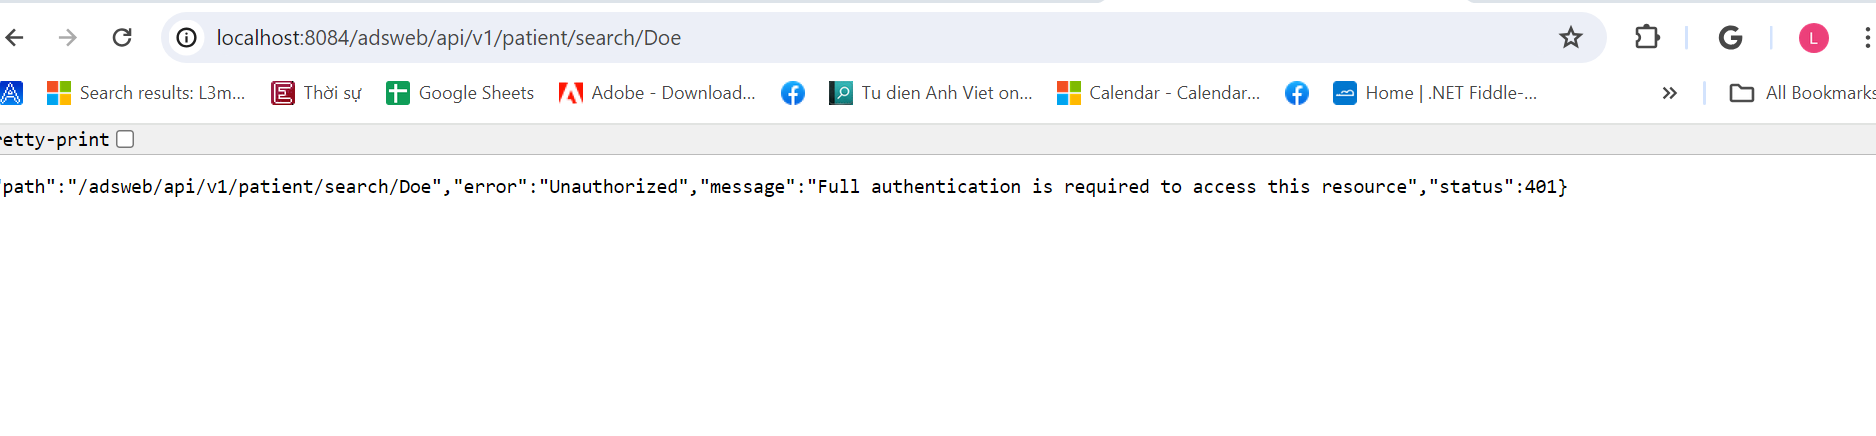 localhost:8084/adsweb/api/v1/patient/search/Doe
G
L
Search results: L3m... Thời sự Google Sheets Adobe - Download... Tu dien Anh Viet on... Calendar - Calendar... Home | .NET Fiddle-... » All Bookmarks
retty-print
"path":"/adsweb/api/v1/patient/search/Doe","error":"Unauthorized","message":"Full authentication is required to access this resource","status":401}